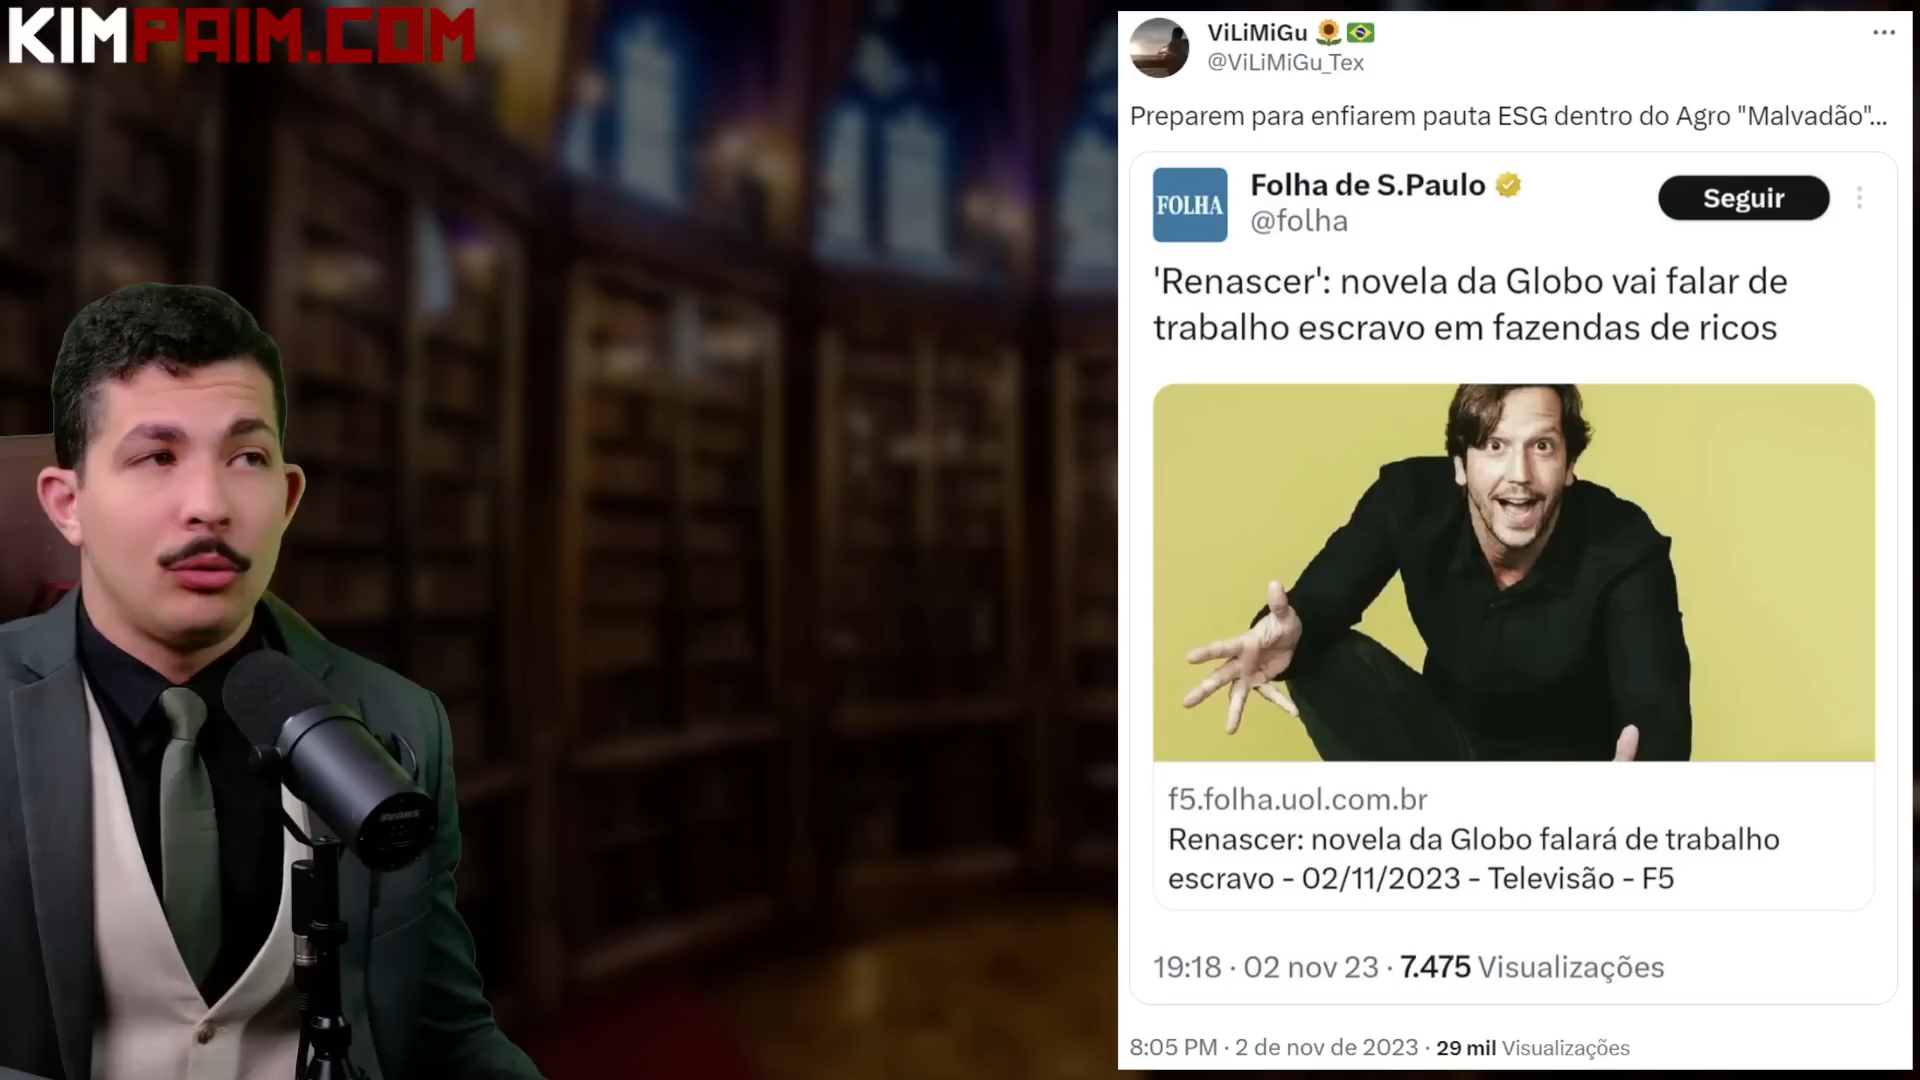 KIMPAIM.COM
ViLiMiGu 🌻🇧🇷
@ViLiMiGu_Tex
Preparem para enfiarem pauta ESG dentro do Agro "Malvadão"...
FOLHA
Folha de S.Paulo
@folha
Seguir
'Renascer': novela da Globo vai falar de
trabalho escravo em fazendas de ricos
f5.folha.uol.com.br
Renascer: novela da Globo falará de trabalho
escravo - 02/11/2023 - Televisão - F5
19:18 · 02 nov 23 · 7.475 Visualizações
8:05 PM · 2 de nov de 2023 · 29 mil Visualizações
SHURE